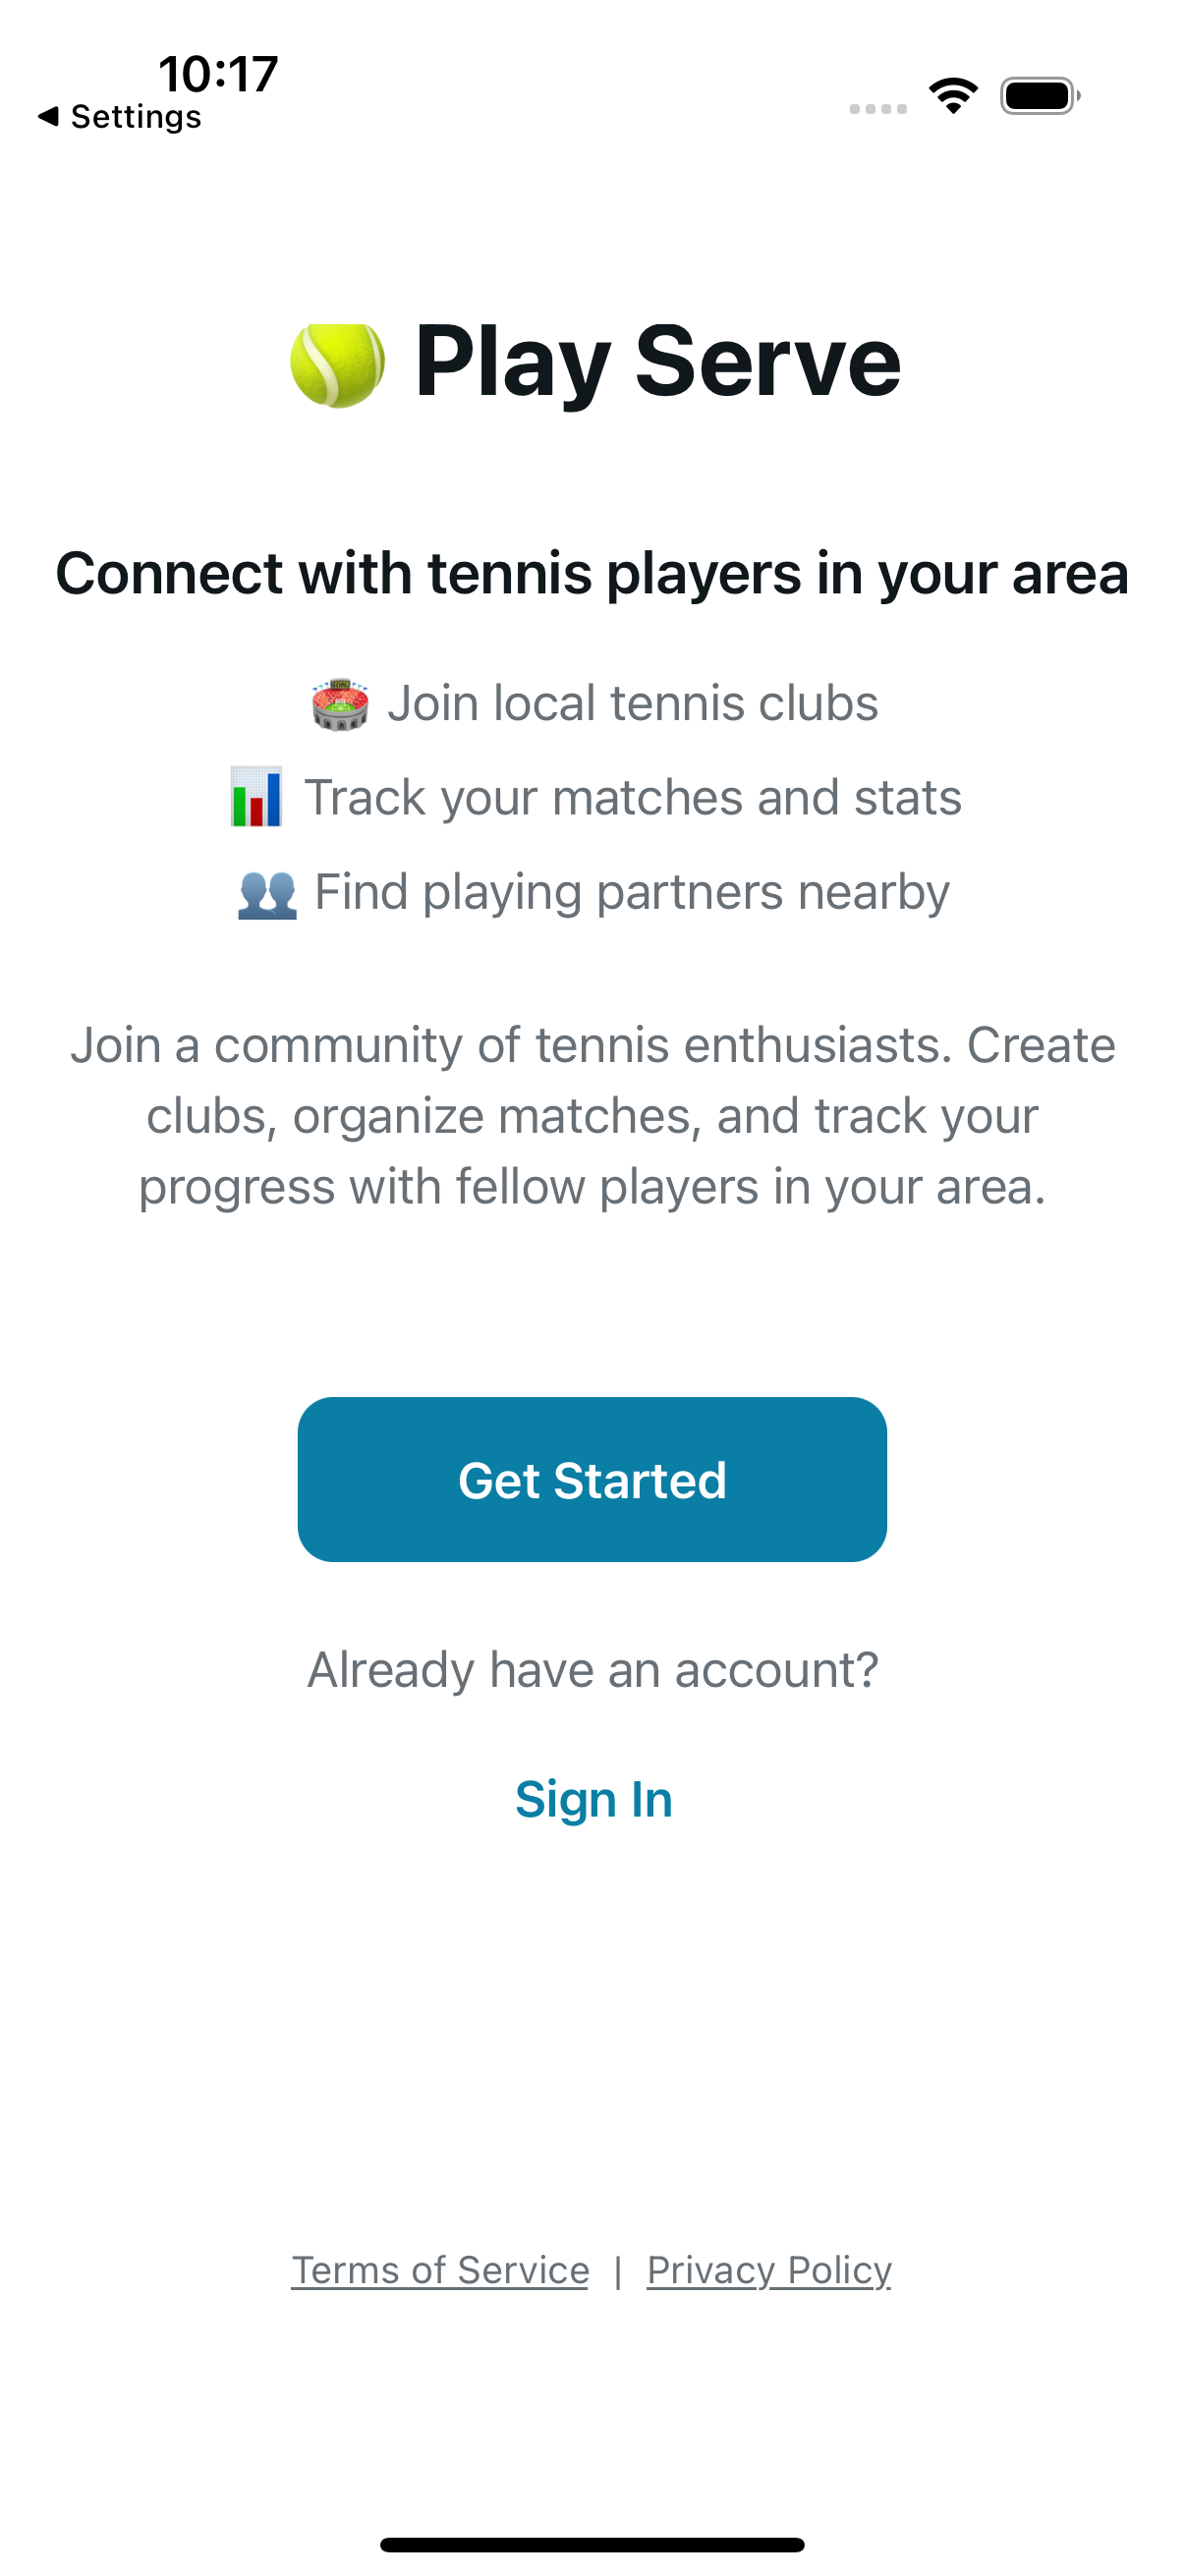 10:17
◀ Settings
🎾 Play Serve
Connect with tennis players in your area
🏟️ Join local tennis clubs
📊 Track your matches and stats
👥 Find playing partners nearby
Join a community of tennis enthusiasts. Create
clubs, organize matches, and track your
progress with fellow players in your area.
Get Started
Already have an account?
Sign In
Terms of Service | Privacy Policy